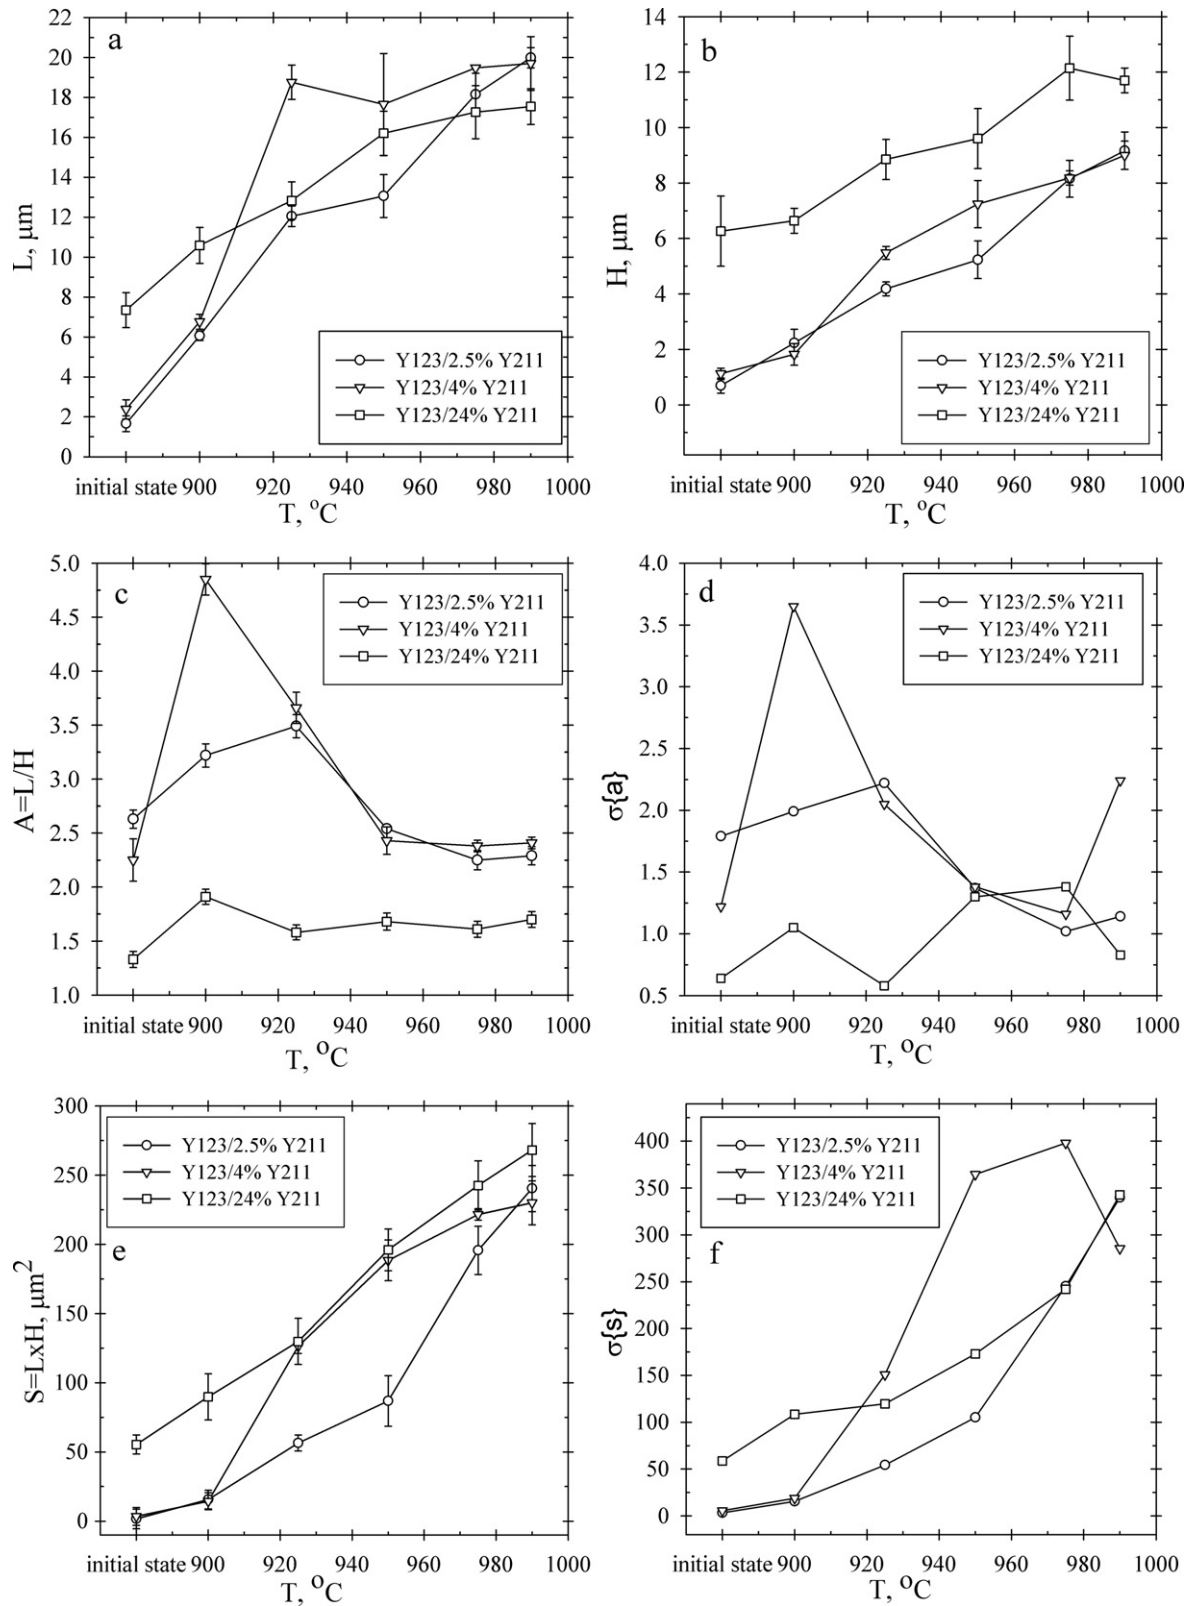 a
L, μm
22
20
18
16
14
12
10
8
6
4
2
0
Y123/2.5% Y211
Y123/4% Y211
Y123/24% Y211
initial state 900 920 940 960 980 1000
T, °C
b
H, μm
14
12
10
8
6
4
2
0
Y123/2.5% Y211
Y123/4% Y211
Y123/24% Y211
initial state 900 920 940 960 980 1000
T, °C
c
A=L/H
5.0
4.5
4.0
3.5
3.0
2.5
2.0
1.5
1.0
Y123/2.5% Y211
Y123/4% Y211
Y123/24% Y211
initial state 900 920 940 960 980 1000
T, °C
d
σ{a}
4.0
3.5
3.0
2.5
2.0
1.5
1.0
0.5
Y123/2.5% Y211
Y123/4% Y211
Y123/24% Y211
initial state 900 920 940 960 980 1000
T, °C
e
S=LxH, μm²
300
250
200
150
100
50
0
Y123/2.5% Y211
Y123/4% Y211
Y123/24% Y211
initial state 900 920 940 960 980 1000
T, °C
f
σ{s}
400
350
300
250
200
150
100
50
0
Y123/2.5% Y211
Y123/4% Y211
Y123/24% Y211
initial state 900 920 940 960 980 1000
T, °C